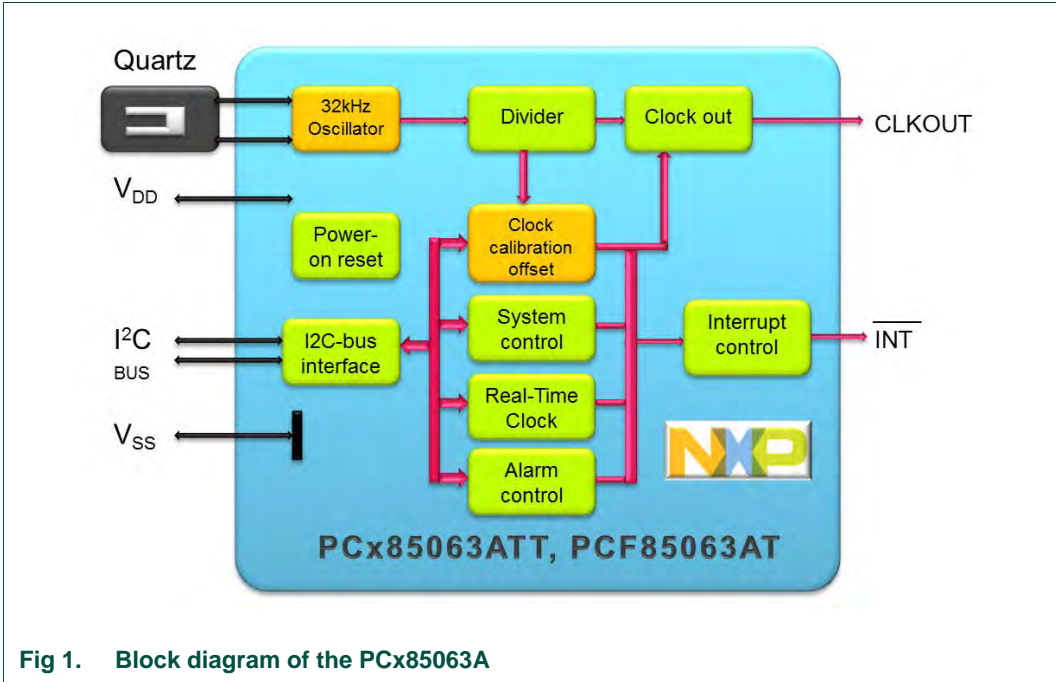 Quartz
32kHz
Oscillator
Divider
Clock out
CLKOUT
VDD
Power-
on reset
Clock
calibration
offset
I²C
BUS
I2C-bus
interface
System
control
Interrupt
control
INT
Real-Time
Clock
VSS
Alarm
control
NXP
PCx85063ATT, PCF85063AT
Fig 1. Block diagram of the PCx85063A